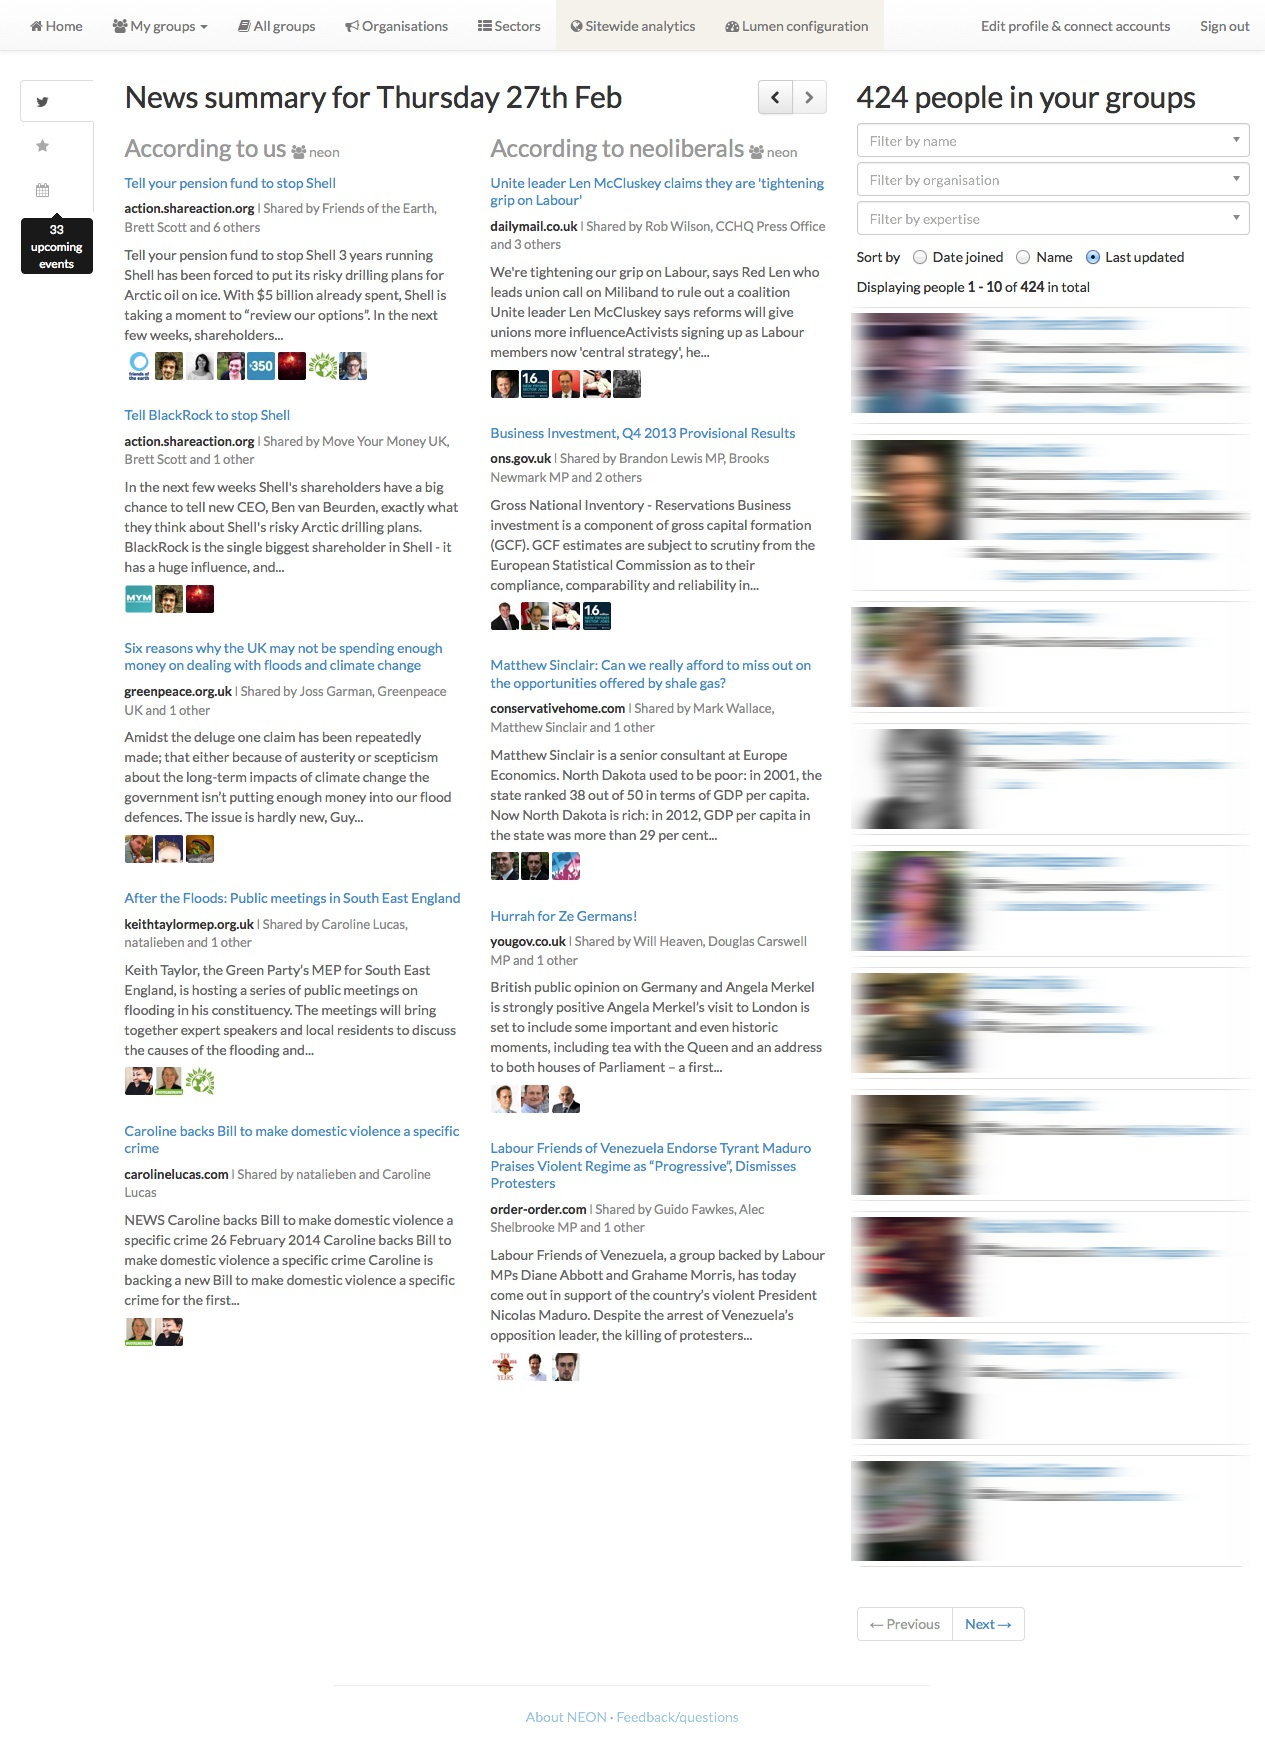 Home
My groups
All groups
Organisations
Sectors
Sitewide analytics
Lumen configuration
Edit profile & connect accounts
Sign out
33
upcoming
events
News summary for Thursday 27th Feb
According to us neon
Tell your pension fund to stop Shell
action.shareaction.org | Shared by Friends of the Earth,
Brett Scott and 6 others
Tell your pension fund to stop Shell 3 years running
Shell has been forced to put its risky drilling plans for
Arctic oil on ice. With $5 billion already spent, Shell is
taking a moment to “review our options”. In the next
few weeks, shareholders...
friends of
the earth
350
Tell BlackRock to stop Shell
action.shareaction.org | Shared by Move Your Money UK,
Brett Scott and 1 other
In the next few weeks Shell's shareholders have a big
chance to tell new CEO, Ben van Beurden, exactly what
they think about Shell's risky Arctic drilling plans.
BlackRock is the single biggest shareholder in Shell - it
has a huge influence, and...
MYM
Six reasons why the UK may not be spending enough
money on dealing with floods and climate change
greenpeace.org.uk | Shared by Joss Garman, Greenpeace
UK and 1 other
Amidst the deluge one claim has been repeatedly
made; that either because of austerity or scepticism
about the long-term impacts of climate change the
government isn’t putting enough money into our flood
defences. The issue is hardly new, Guy...
After the Floods: Public meetings in South East England
keithtaylormep.org.uk | Shared by Caroline Lucas,
natalieben and 1 other
Keith Taylor, the Green Party’s MEP for South East
England, is hosting a series of public meetings on
flooding in his constituency. The meetings will bring
together expert speakers and local residents to discuss
the causes of the flooding and...
Caroline backs Bill to make domestic violence a specific
crime
carolinelucas.com | Shared by natalieben and Caroline
Lucas
NEWS Caroline backs Bill to make domestic violence a
specific crime 26 February 2014 Caroline backs Bill to
make domestic violence a specific crime Caroline is
backing a new Bill to make domestic violence a specific
crime for the first...
According to neoliberals neon
Unite leader Len McCluskey claims they are 'tightening
grip on Labour'
dailymail.co.uk | Shared by Rob Wilson, CCHQ Press Office
and 3 others
We're tightening our grip on Labour, says Red Len who
leads union call on Miliband to rule out a coalition
Unite leader Len McCluskey says reforms will give
unions more influenceActivists signing up as Labour
members now 'central strategy', he...
1.6
Business Investment, Q4 2013 Provisional Results
ons.gov.uk | Shared by Brandon Lewis MP, Brooks
Newmark MP and 2 others
Gross National Inventory - Reservations Business
investment is a component of gross capital formation
(GCF). GCF estimates are subject to scrutiny from the
European Statistical Commission as to their
compliance, comparability and reliability in...
1.6
Matthew Sinclair: Can we really afford to miss out on
the opportunities offered by shale gas?
conservativehome.com | Shared by Mark Wallace,
Matthew Sinclair and 1 other
Matthew Sinclair is a senior consultant at Europe
Economics. North Dakota used to be poor: in 2001, the
state ranked 38 out of 50 in terms of GDP per capita.
Now North Dakota is rich: in 2012, GDP per capita in
the state was more than 29 per cent...
Hurrah for Ze Germans!
yougov.co.uk | Shared by Will Heaven, Douglas Carswell
MP and 1 other
British public opinion on Germany and Angela Merkel
is strongly positive Angela Merkel’s visit to London is
set to include some important and even historic
moments, including tea with the Queen and an address
to both houses of Parliament – a first...
Labour Friends of Venezuela Endorse Tyrant Maduro
Praises Violent Regime as “Progressive”, Dismisses
Protesters
order-order.com | Shared by Guido Fawkes, Alec
Shelbrooke MP and 1 other
Labour Friends of Venezuela, a group backed by Labour
MPs Diane Abbott and Grahame Morris, has today
come out in support of the country’s violent President
Nicolas Maduro. Despite the arrest of Venezuela’s
opposition leader, the killing of protesters...
TEN
YEARS
424 people in your groups
Filter by name
Filter by organisation
Filter by expertise
Sort by Date joined Name Last updated
Displaying people 1 - 10 of 424 in total
← Previous Next →
About NEON · Feedback/questions